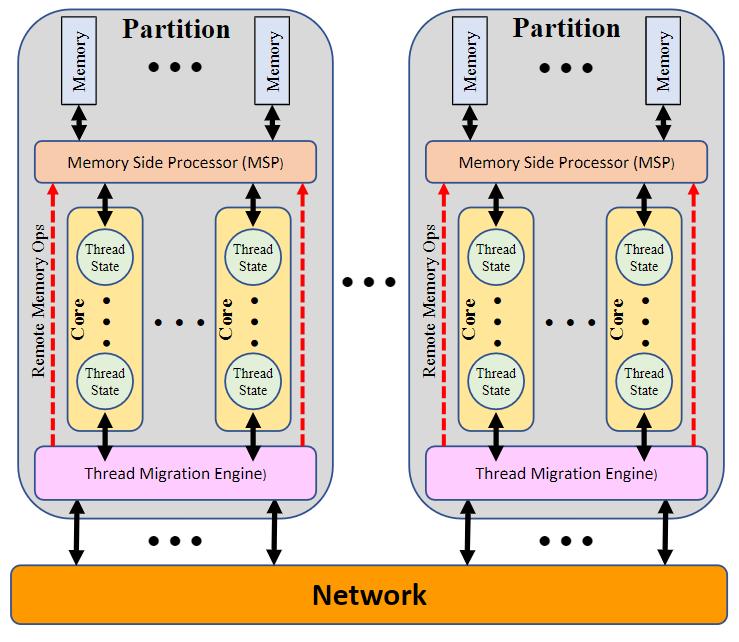 Partition
Memory
Memory
Memory Side Processor (MSP)
Remote Memory Ops
Core
Thread
State
Thread
State
Core
Thread
State
Thread
State
Thread Migration Engine)
Partition
Memory
Memory
Memory Side Processor (MSP)
Remote Memory Ops
Core
Thread
State
Thread
State
Core
Thread
State
Thread
State
Thread Migration Engine)
Network